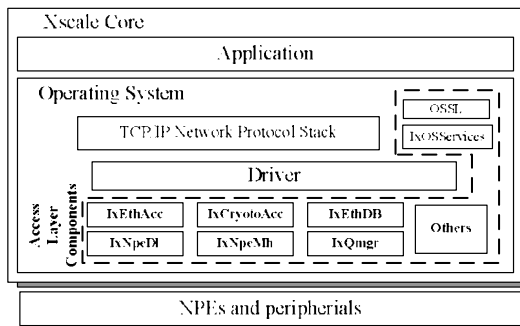 Xscale Core
Application
Operating System
OSSL
IxOSServices
TCP/IP Network Protocol Stack
Driver
Access
Layer
Components
IxEthAcc
IxCryotoAcc
IxEthDB
Others
IxNpeDl
IxNpeMh
IxQmgr
NPEs and peripherials